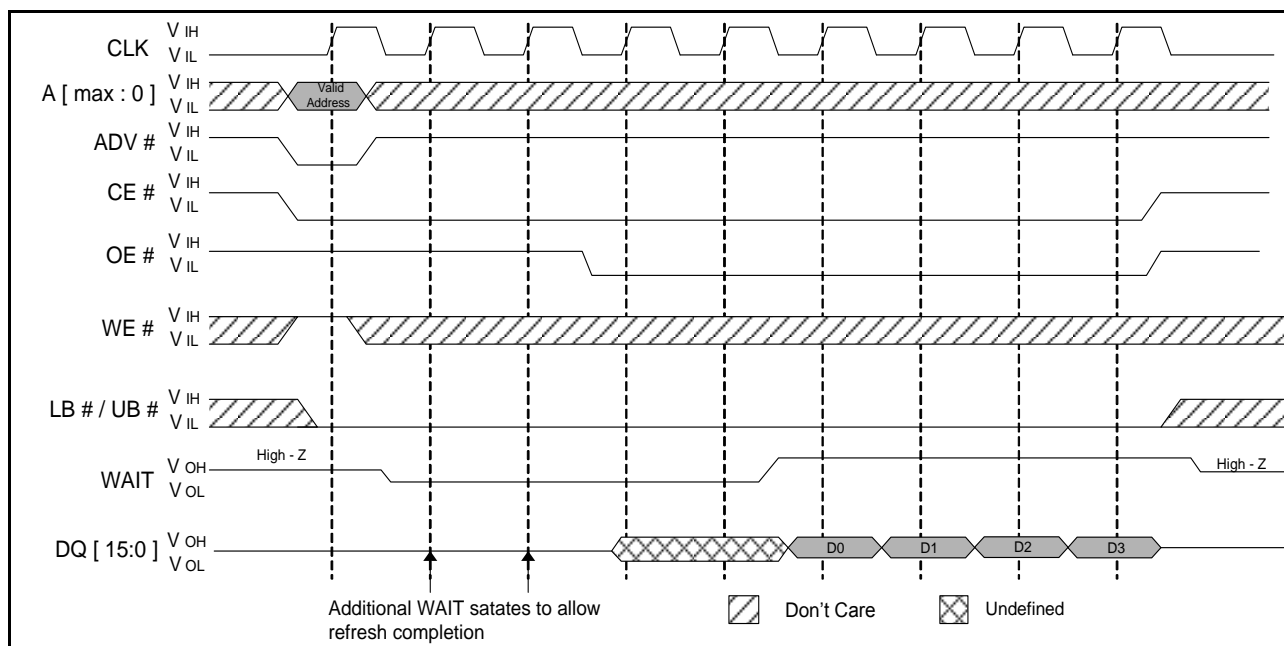 CLK
V IH
V IL
A [ max : 0 ]
V IH
V IL
Valid
Address
ADV #
V IH
V IL
CE #
V IH
V IL
OE #
V IH
V IL
WE #
V IH
V IL
LB # / UB #
V IH
V IL
WAIT
V OH
V OL
High - Z
High - Z
DQ [ 15:0 ]
V OH
V OL
D0
D1
D2
D3
Additional WAIT satates to allow
refresh completion
Don't Care
Undefined